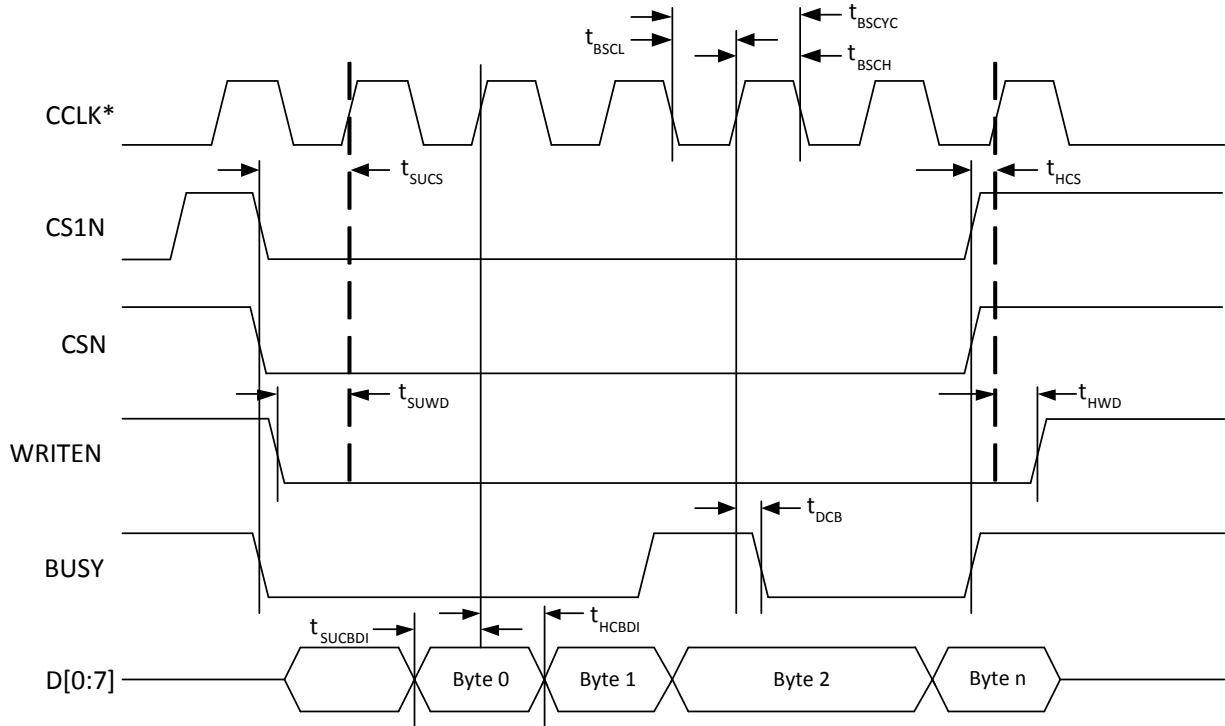 tBSCYC
tBSCL
tBSCH
CCLK*
tSUCS
tHCS
CS1N
CSN
tSUWD
tHWD
WRITEN
tDCB
BUSY
tSUCBDI
tHCBDI
D[0:7]
Byte 0
Byte 1
Byte 2
Byte n